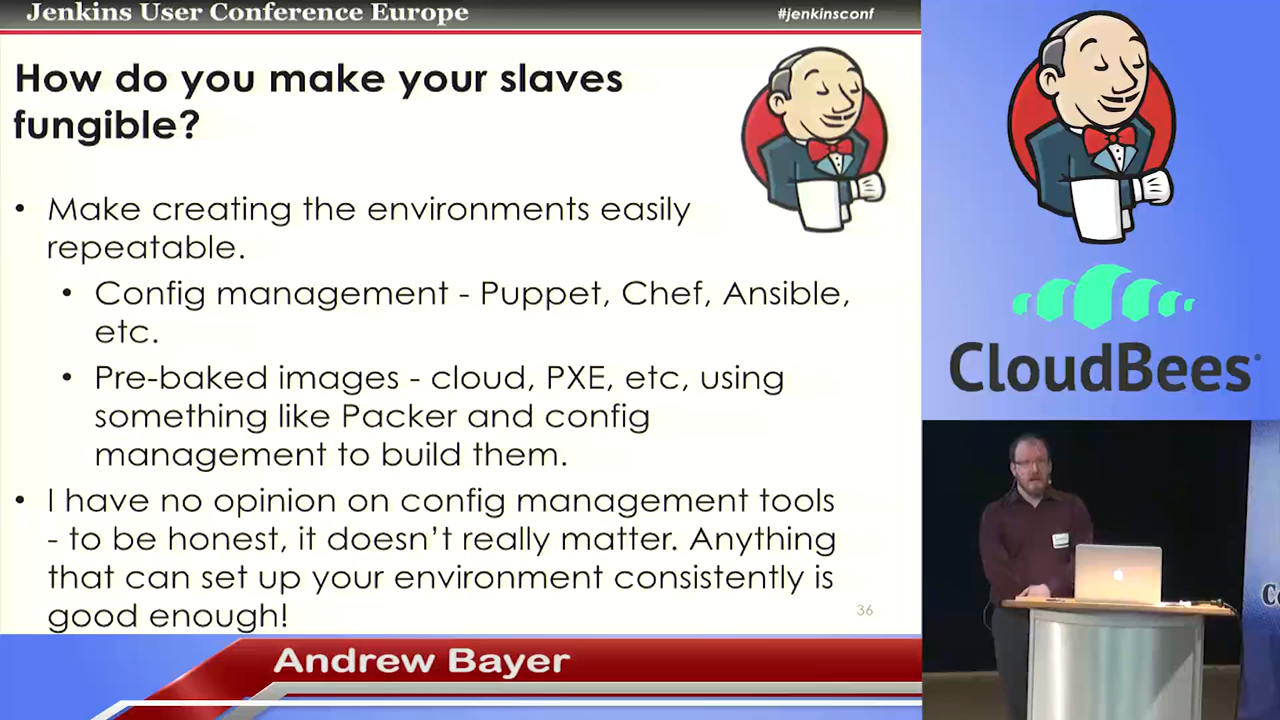 Jenkins User Conference Europe
#jenkinsconf
How do you make your slaves
fungible?
• Make creating the environments easily
repeatable.
• Config management - Puppet, Chef, Ansible,
etc.
• Pre-baked images - cloud, PXE, etc, using
something like Packer and config
management to build them.
• I have no opinion on config management tools
- to be honest, it doesn't really matter. Anything
that can set up your environment consistently is
good enough!
36
CloudBees
Andrew Bayer